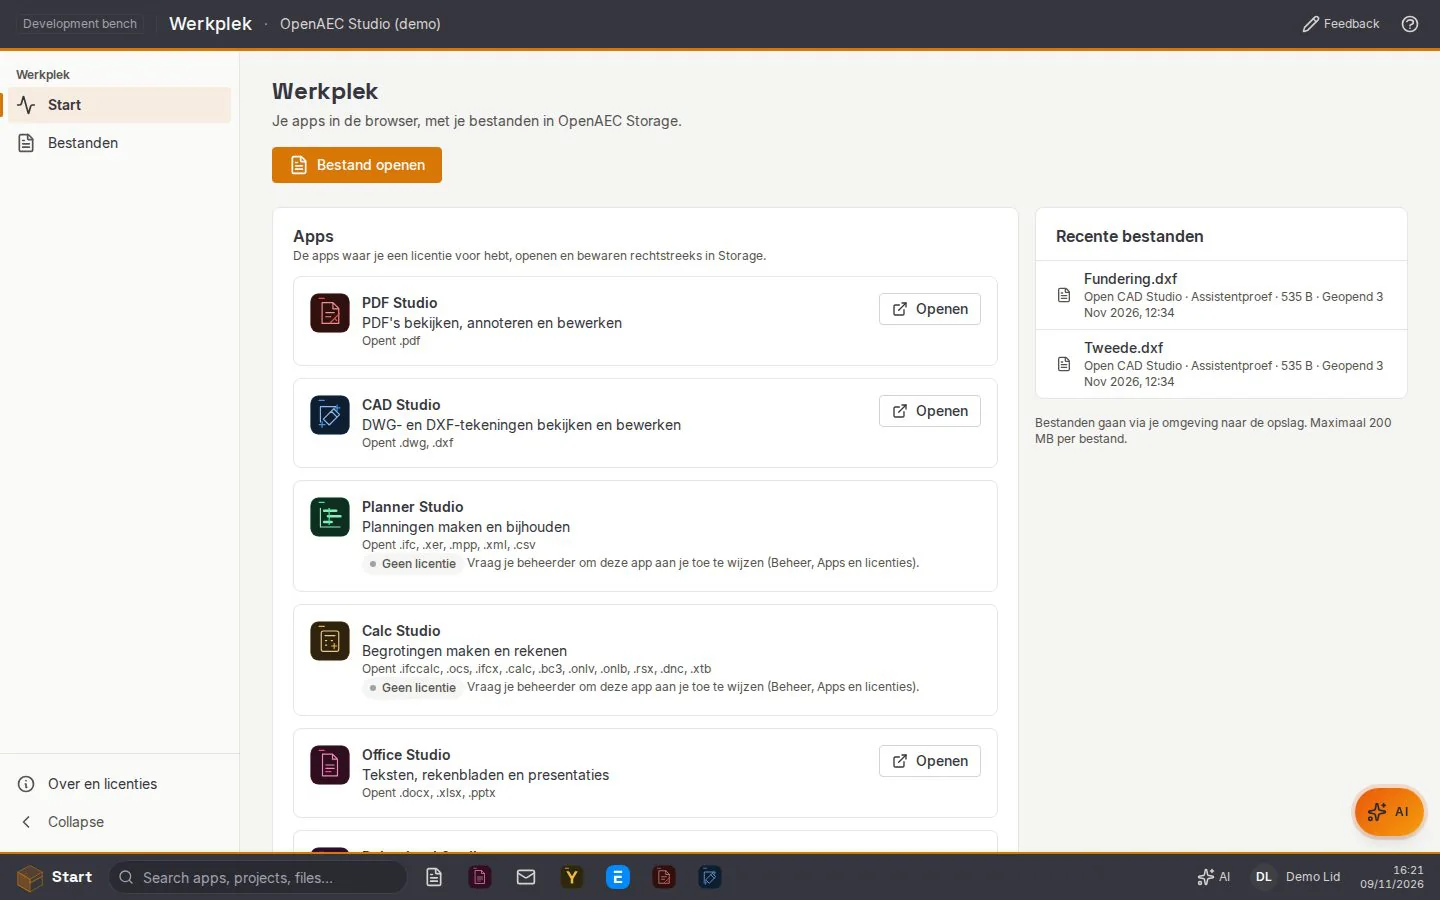 Development bench
Werkplek · OpenAEC Studio (demo)
Feedback
Werkplek
Start
Bestanden
Werkplek
Je apps in de browser, met je bestanden in OpenAEC Storage.
Bestand openen
Apps
De apps waar je een licentie voor hebt, openen en bewaren rechtstreeks in Storage.
PDF Studio
PDF's bekijken, annoteren en bewerken
Opent .pdf
Openen
CAD Studio
DWG- en DXF-tekeningen bekijken en bewerken
Opent .dwg, .dxf
Openen
Planner Studio
Planningen maken en bijhouden
Opent .ifc, .xer, .mpp, .xml, .csv
Geen licentie Vraag je beheerder om deze app aan je toe te wijzen (Beheer, Apps en licenties).
Calc Studio
Begrotingen maken en rekenen
Opent .ifccalc, .ocs, .ifcx, .calc, .bc3, .onlv, .onlb, .rsx, .dnc, .xtb
Geen licentie Vraag je beheerder om deze app aan je toe te wijzen (Beheer, Apps en licenties).
Office Studio
Teksten, rekenbladen en presentaties
Opent .docx, .xlsx, .pptx
Openen
Recente bestanden
Fundering.dxf
Open CAD Studio · Assistentproef · 535 B · Geopend 3
Nov 2026, 12:34
Tweede.dxf
Open CAD Studio · Assistentproef · 535 B · Geopend 3
Nov 2026, 12:34
Bestanden gaan via je omgeving naar de opslag. Maximaal 200
MB per bestand.
Over en licenties
Collapse
AI
Start
Search apps, projects, files...
Y
E
AI
DL
Demo Lid
16:21
09/11/2026